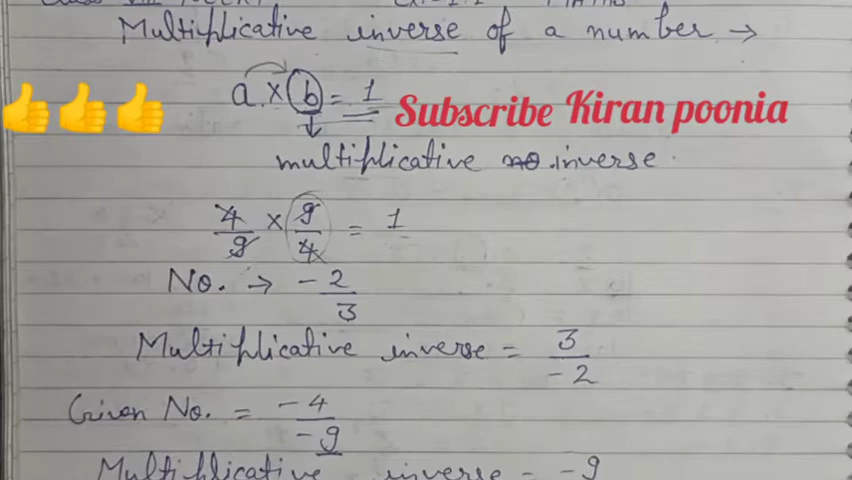 Multiplicative inverse of a number →
a × b = 1
Subscribe Kiran poonia
multiplicative inverse.
4/9 × 9/4 = 1
No. → -2/3
Multiplicative inverse = 3/-2
Given No. = -4/-9
Multiplicative inverse = -9